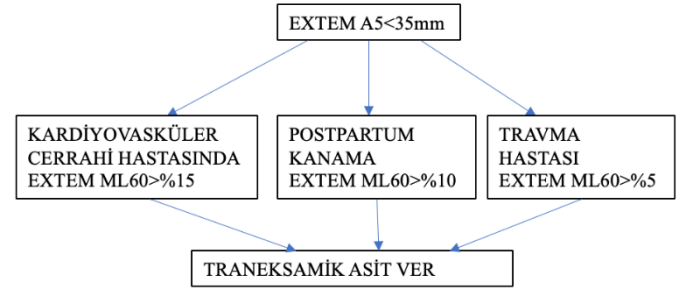 EXTEM A5<35mm
KARDİYOVASKÜLER
CERRAHİ HASTASINDA
EXTEM ML60>%15
POSTPARTUM
KANAMA
EXTEM ML60>%10
TRAVMA
HASTASI
EXTEM ML60>%5
TRANEKSAMİK ASİT VER